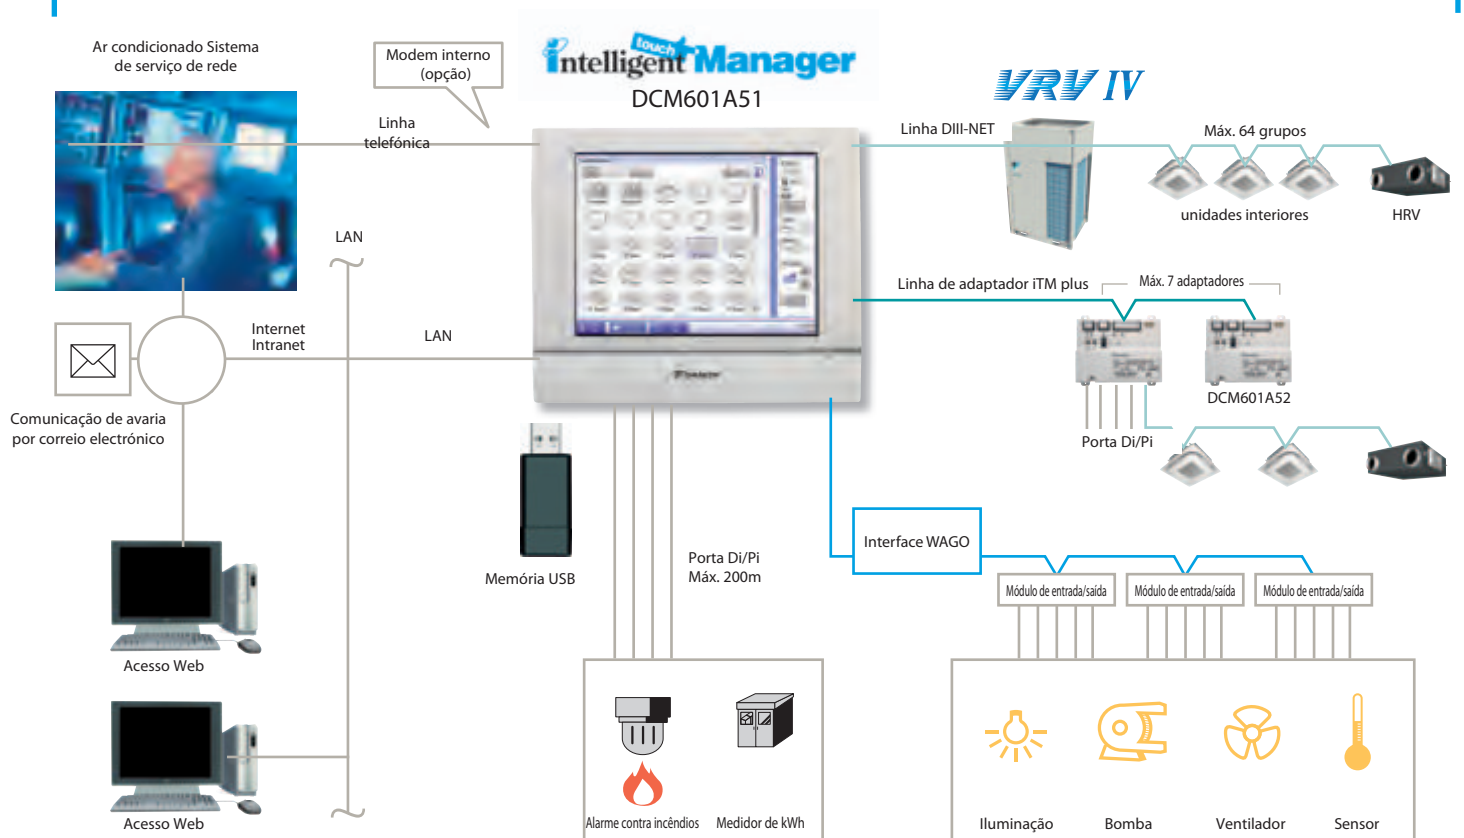 Ar condicionado Sistema
de serviço de rede
Modem interno
(opção)
intelligent touch Manager
DCM601A51
VRV IV
Linha
telefónica
Linha DIII-NET
Máx. 64 grupos
unidades interiores
HRV
LAN
Linha de adaptador iTM plus
Máx. 7 adaptadores
Internet
Intranet
LAN
DAIKIN
DCM601A52
Comunicação de avaria
por correio electrónico
Porta Di/Pi
Interface WAGO
Memória USB
Porta Di/Pi
Máx. 200m
Módulo de entrada/saída
Módulo de entrada/saída
Módulo de entrada/saída
Acesso Web
Acesso Web
Alarme contra incêndios
Medidor de kWh
Iluminação
Bomba
Ventilador
Sensor